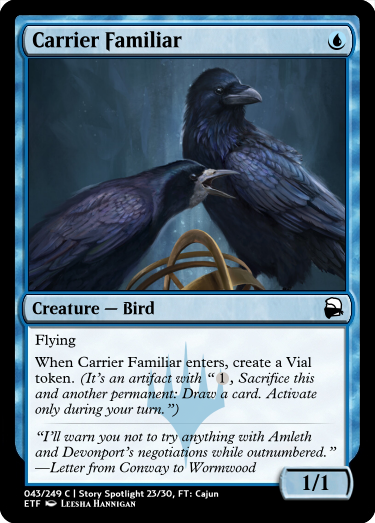 Carrier Familiar
Creature — Bird
Flying
When Carrier Familiar enters, create a Vial
token. (It's an artifact with “1, Sacrifice this
and another permanent: Draw a card. Activate
only during your turn.”)
“I'll warn you not to try anything with Amleth
and Devonport's negotiations while outnumbered.”
—Letter from Conway to Wormwood
1/1
043/249 C | Story Spotlight 23/30, FT: Cajun
ETF Leesha Hannigan